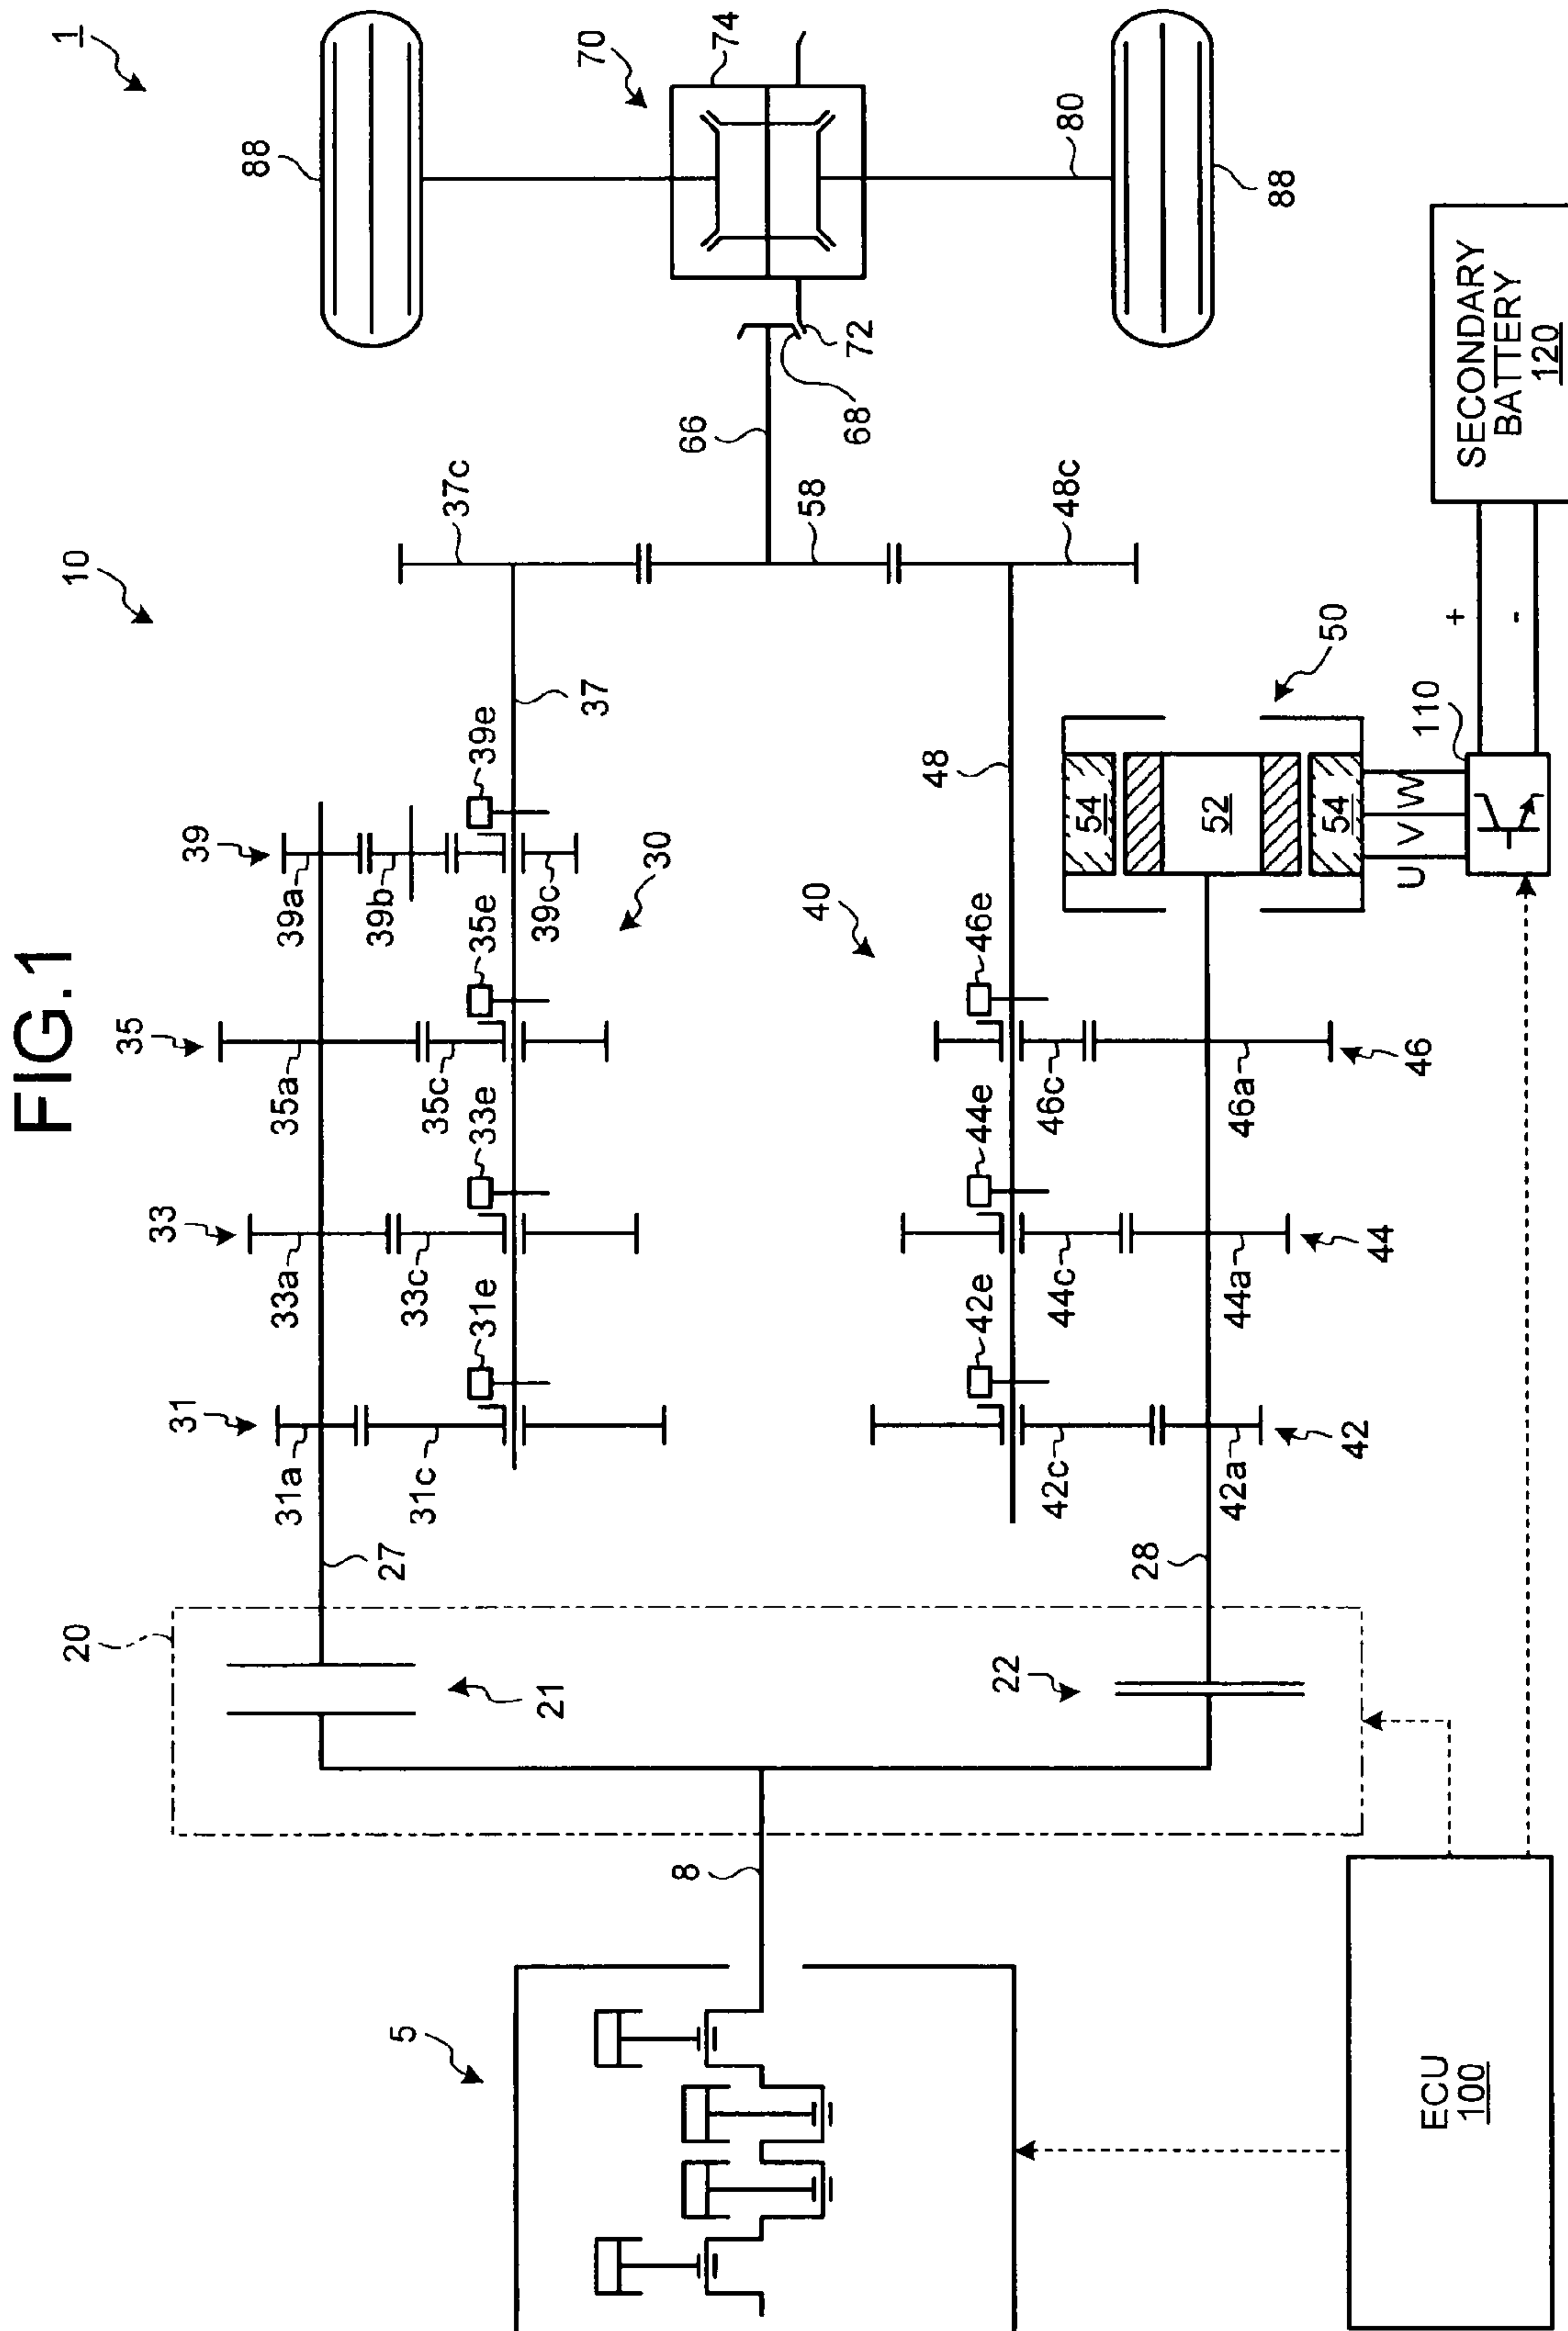 FIG.1
1
10
88
70
74
80
88
72
68
66
37c
58
48c
37
39
39a
39b
39c
39e
30
35
35a
35c
35e
33
33a
33c
33e
31
31a
31c
31e
27
40
48
46e
46c
46a
46
44e
44c
44a
44
42e
42c
42a
42
28
50
54
52
54
U V W
110
+
-
SECONDARY
BATTERY
120
20
21
22
8
5
ECU
100